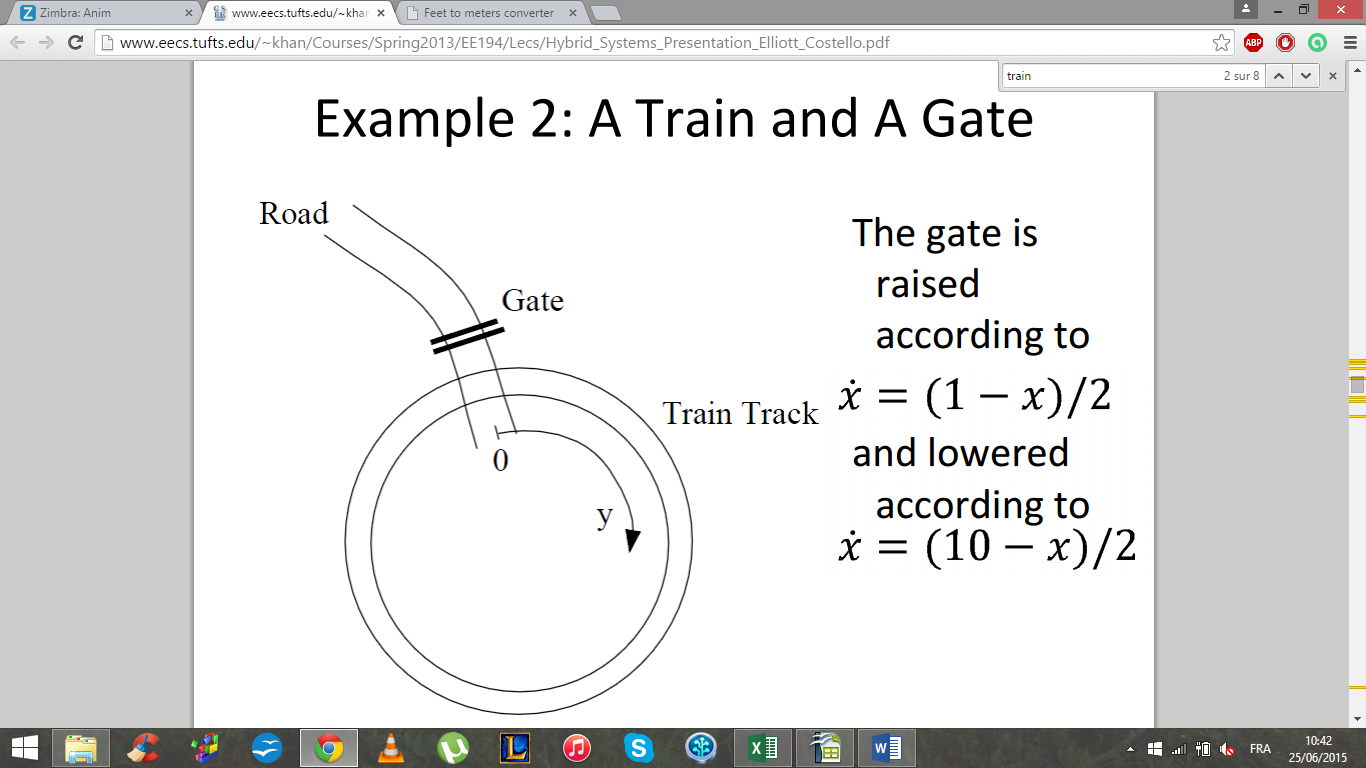 Zimbra: Anim
www.eecs.tufts.edu/~khar
Feet to meters converter
www.eecs.tufts.edu/~khan/Courses/Spring2013/EE194/Lecs/Hybrid_Systems_Presentation_Elliott_Costello.pdf
ABP
train 2 sur 8
Example 2: A Train and A Gate
Road
Gate
Train Track
0
y
The gate is
raised
according to
ẋ = (1 − x)/2
and lowered
according to
ẋ = (10 − x)/2
FRA
10:42
25/06/2015